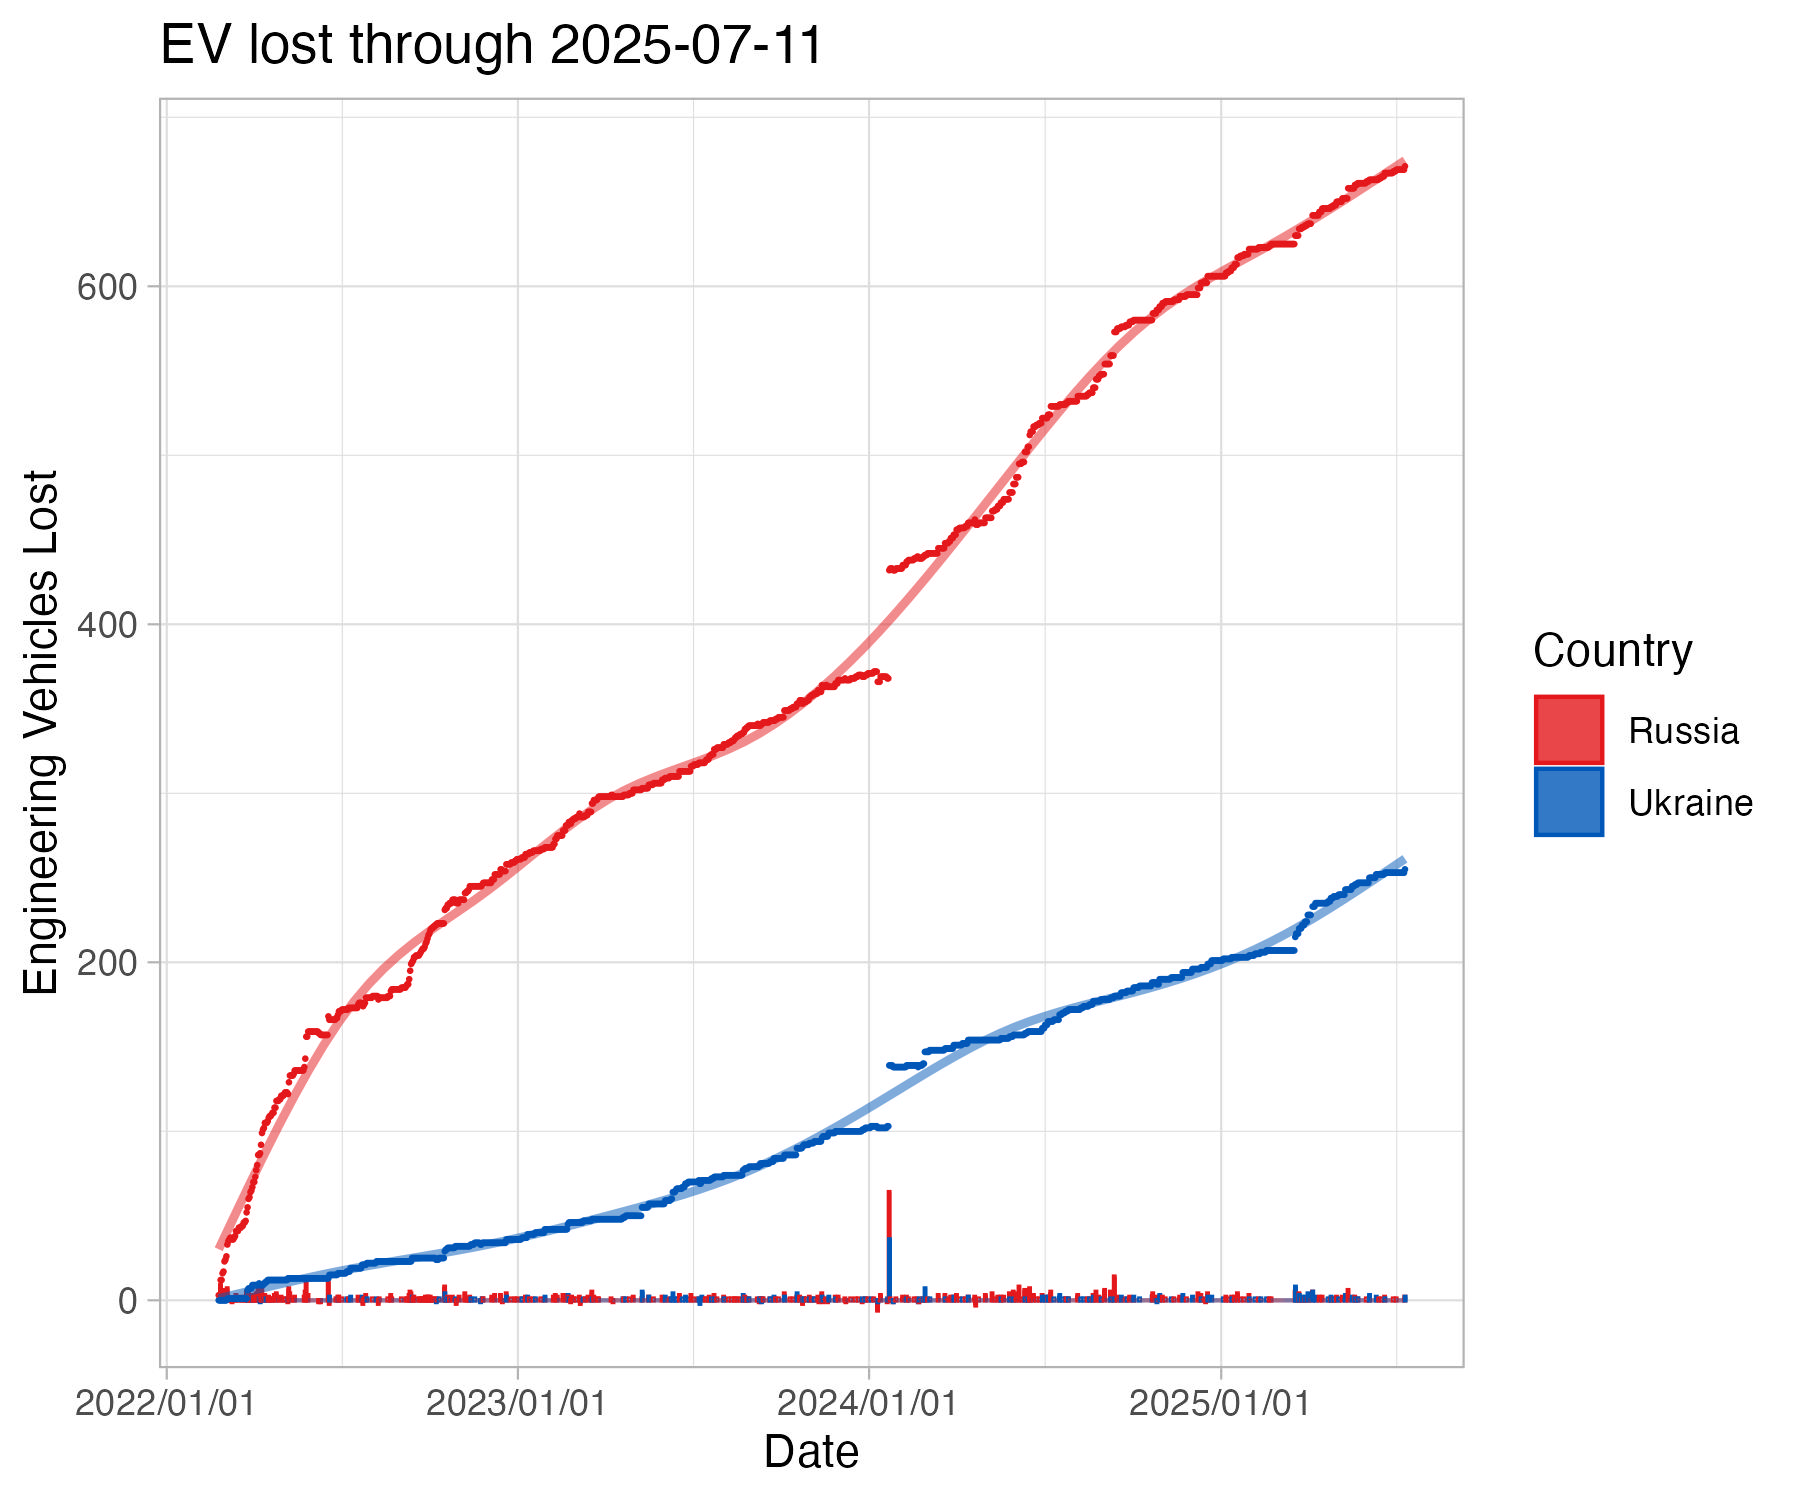 EV lost through 2025-07-11
Engineering Vehicles Lost
600
400
200
0
2022/01/01
2023/01/01
2024/01/01
2025/01/01
Date
Country
Russia
Ukraine